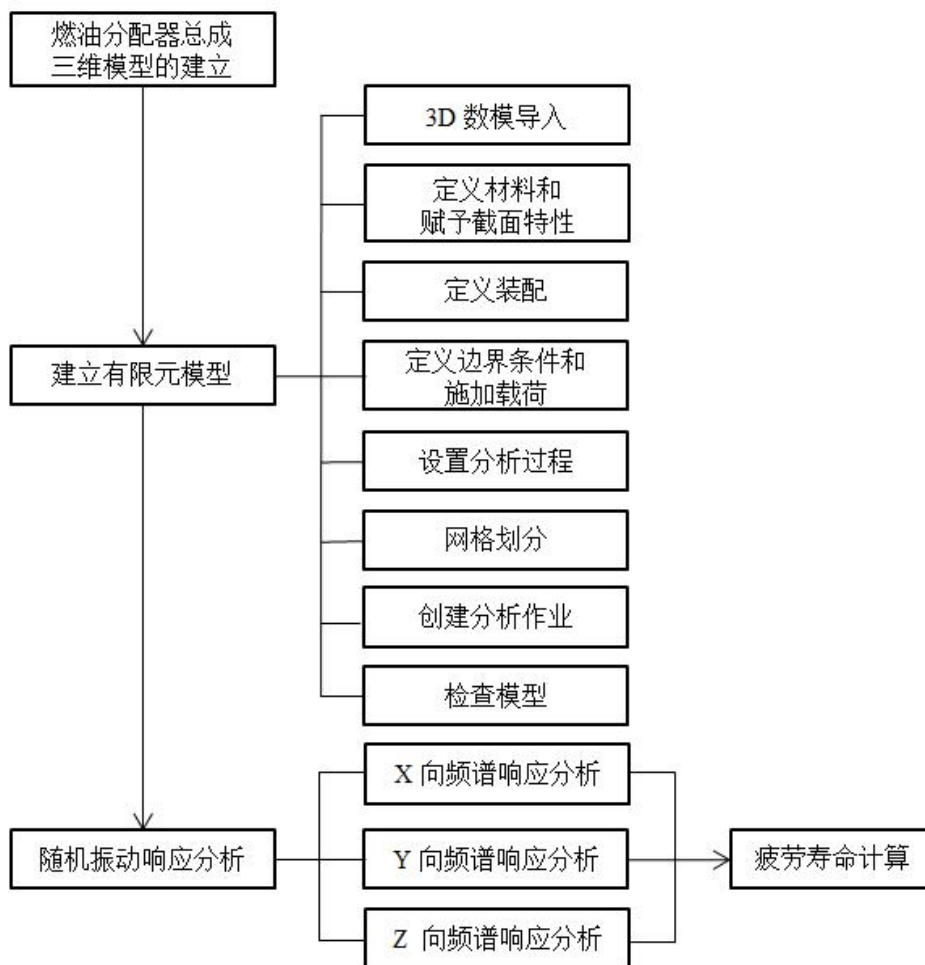 燃油分配器总成
三维模型的建立
3D 数模导入
定义材料和
赋予截面特性
定义装配
建立有限元模型
定义边界条件和
施加载荷
设置分析过程
网格划分
创建分析作业
检查模型
X 向频谱响应分析
随机振动响应分析
Y 向频谱响应分析
疲劳寿命计算
Z 向频谱响应分析